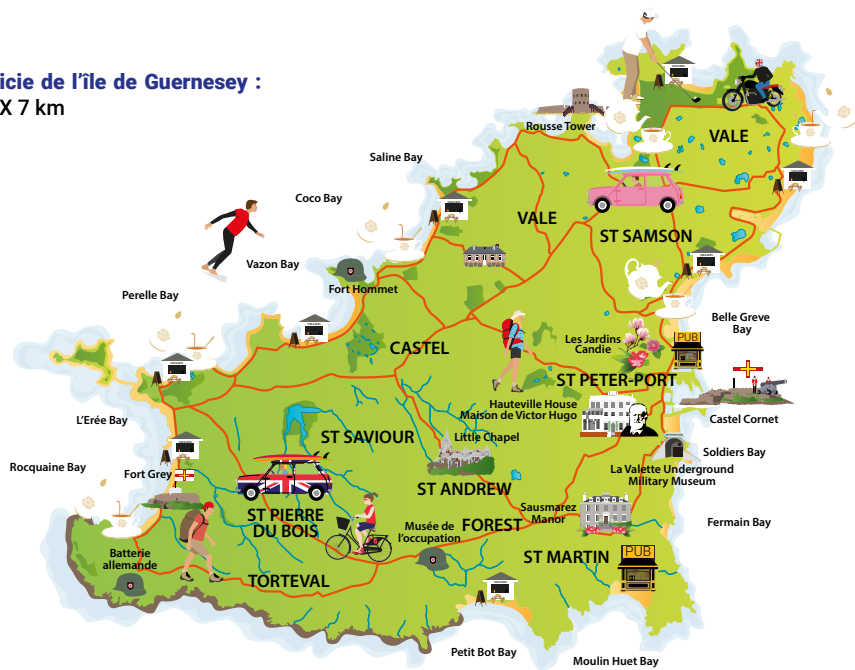 icie de l'île de Guernesey :
X 7 km
Rousse Tower
VALE
Saline Bay
Coco Bay
VALE
ST SAMSON
Vazon Bay
Fort Hommet
Perelle Bay
Belle Greve
Bay
Les Jardins
Candie
PUB
CASTEL
ST PETER-PORT
Hauteville House
Maison de Victor Hugo
Castel Cornet
L'Erée Bay
ST SAVIOUR
Little Chapel
Soldiers Bay
La Valette Underground
Military Museum
Rocquaine Bay
Fort Grey
ST ANDREW
Sausmarez
Manor
ST PIERRE
DU BOIS
Musée de
l'occupation
FOREST
Fermain Bay
Batterie
allemande
ST MARTIN
PUB
TORTEVAL
Petit Bot Bay
Moulin Huet Bay